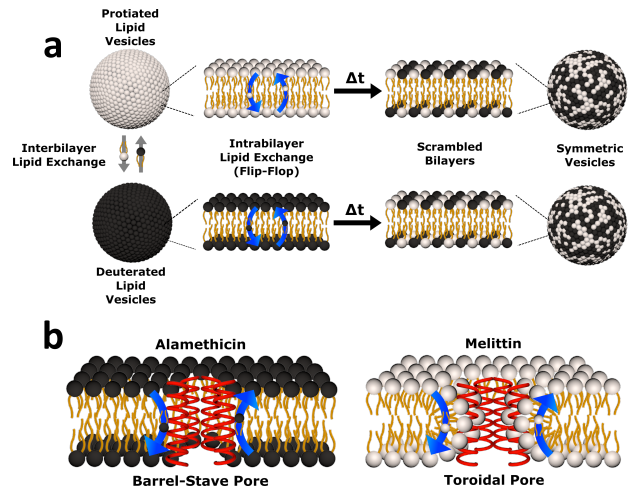 a
Protiated
Lipid
Vesicles
Δt
Interbilayer
Lipid Exchange
Intrabilayer
Lipid Exchange
(Flip-Flop)
Scrambled
Bilayers
Symmetric
Vesicles
Δt
Deuterated
Lipid
Vesicles
b
Alamethicin
Melittin
Barrel-Stave Pore
Toroidal Pore